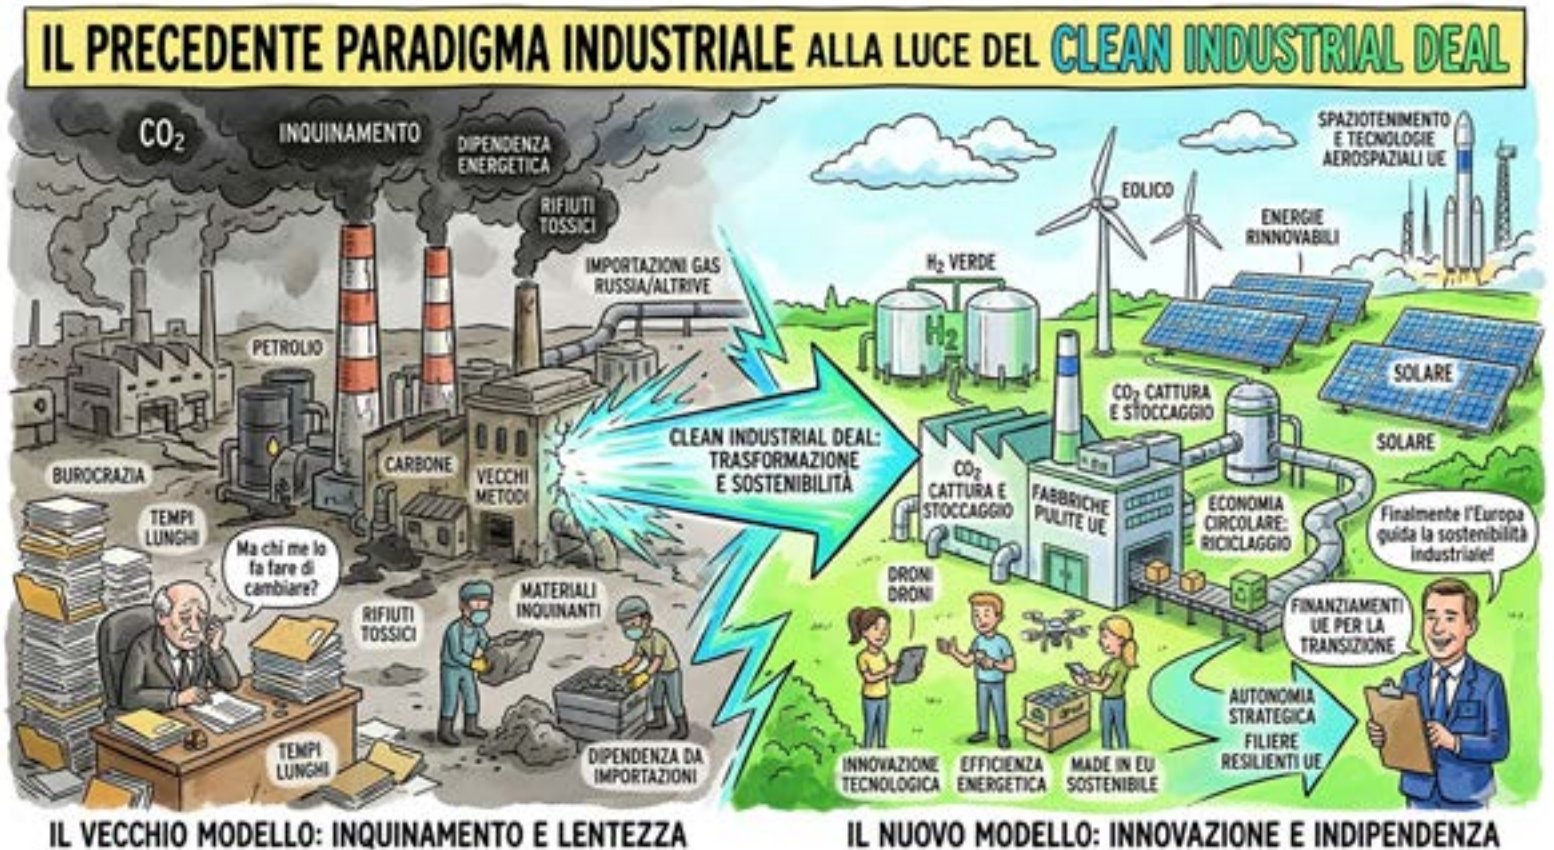 IL PRECEDENTE PARADIGMA INDUSTRIALE ALLA LUCE DEL CLEAN INDUSTRIAL DEAL
CO₂
INQUINAMENTO
DIPENDENZA
ENERGETICA
RIFIUTI
TOSSICI
IMPORTAZIONI GAS
RUSSIA/ALTRIVE
PETROLIO
CARBONE
VECCHI
METODI
BUROCRAZIA
TEMPI
LUNGHI
Ma chi me lo
fa fare di
cambiare?
RIFIUTI
TOSSICI
MATERIALI
INQUINANTI
TEMPI
LUNGHI
DIPENDENZA DA
IMPORTAZIONI
IL VECCHIO MODELLO: INQUINAMENTO E LENTEZZA
CLEAN INDUSTRIAL DEAL:
TRASFORMAZIONE
E SOSTENIBILITÀ
SPAZIOTENIMENTO
E TECNOLOGIE
AEROSPAZIALI UE
EOLICO
ENERGIE
RINNOVABILI
H₂ VERDE
H₂
SOLARE
SOLARE
CO₂ CATTURA
E STOCCAGGIO
CO₂
CATTURA E
STOCCAGGIO
FABBRICHE
PULITE UE
ECONOMIA
CIRCOLARE:
RICICLAGGIO
Finalmente l'Europa
guida la sostenibilità
industriale!
FINANZIAMENTI
UE PER LA
TRANSIZIONE
DRONI
DRONI
INNOVAZIONE
TECNOLOGICA
EFFICIENZA
ENERGETICA
MADE IN EU
SOSTENIBILE
AUTONOMIA
STRATEGICA
FILIERE
RESILIENTI UE
IL NUOVO MODELLO: INNOVAZIONE E INDIPENDENZA